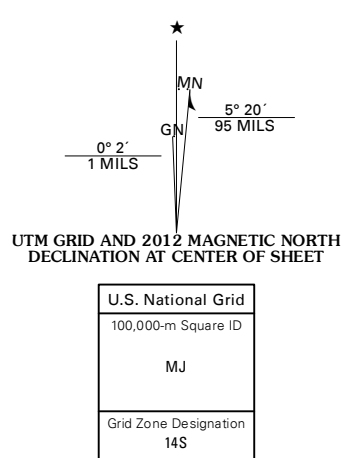 MN
5° 20´
95 MILS
GN
0° 2´
1 MILS
UTM GRID AND 2012 MAGNETIC NORTH
DECLINATION AT CENTER OF SHEET
U.S. National Grid
100,000-m Square ID
MJ
Grid Zone Designation
14S